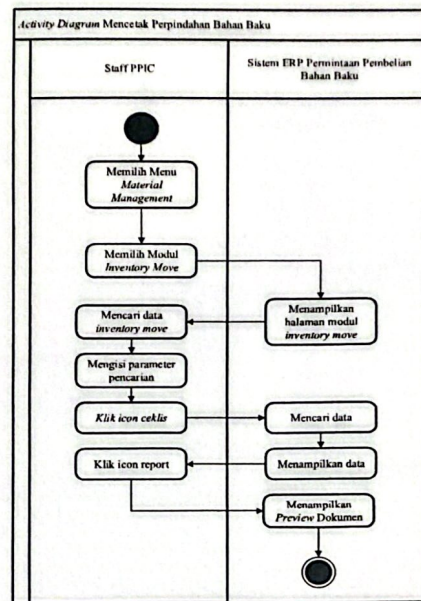 Activity Diagram Mencetak Perpindahan Bahan Baku
Staff PPIC
Sistem ERP Permintaan Pembelian
Bahan Baku
Memilih Menu
Material
Management
Memilih Modul
Inventory Move
Menampilkan
halaman modul
inventory move
Mencari data
inventory move
Mengisi parameter
pencarian
Klik icon ceklis
Mencari data
Menampilkan data
Klik icon report
Menampilkan
Preview Dokumen